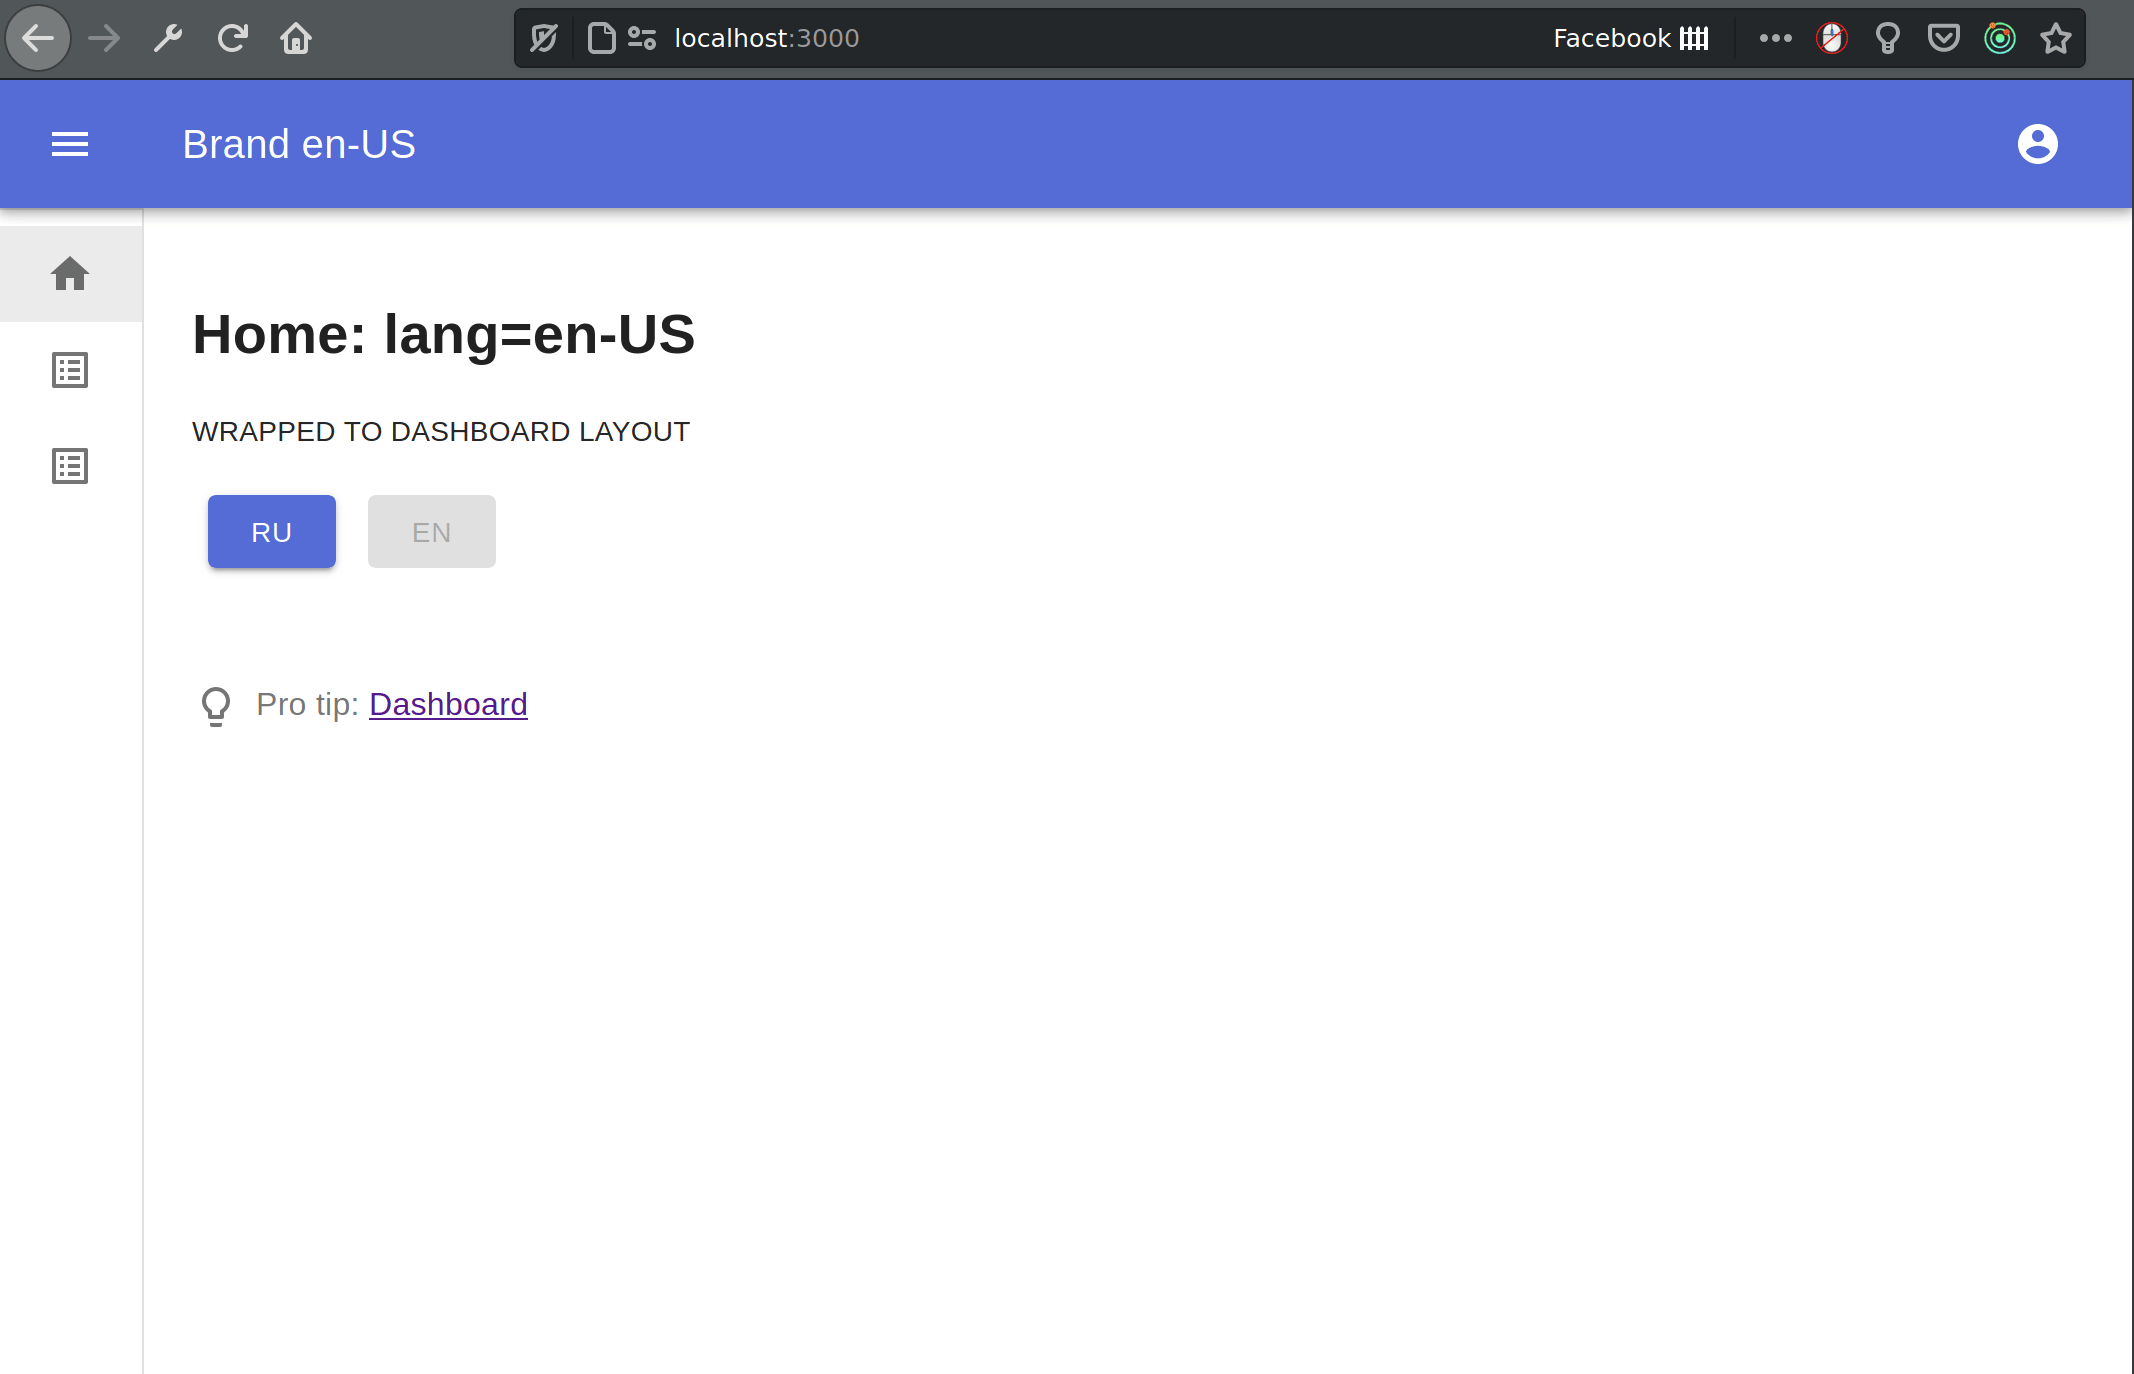 localhost:3000
Facebook
Brand en-US
Home: lang=en-US
WRAPPED TO DASHBOARD LAYOUT
RU EN
Pro tip: Dashboard